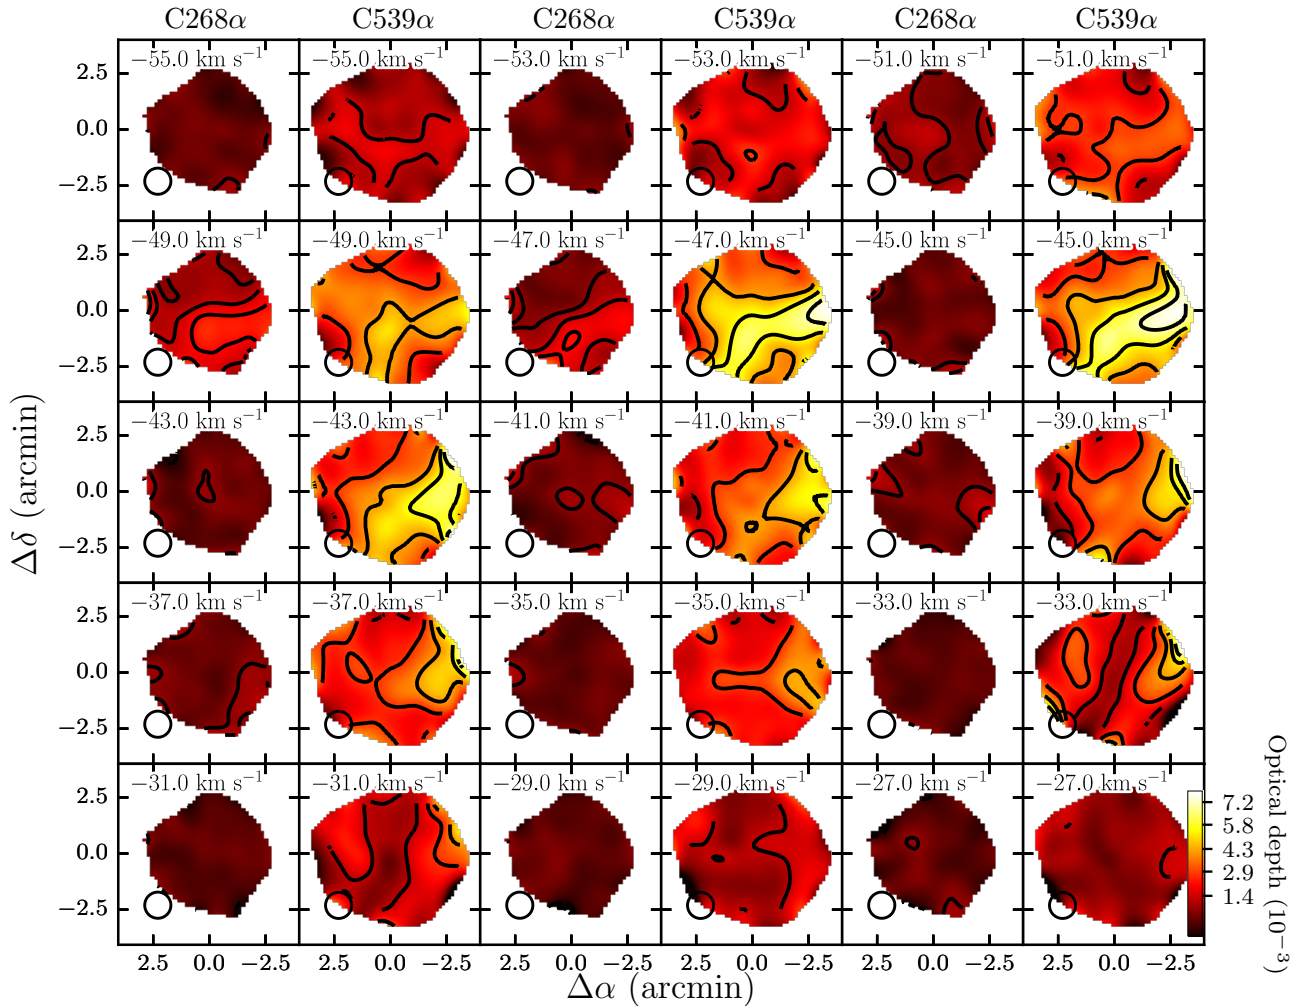 C268α C539α C268α C539α C268α C539α
2.5 −55.0 km s⁻¹ −55.0 km s⁻¹ −53.0 km s⁻¹ −53.0 km s⁻¹ −51.0 km s⁻¹ −51.0 km s⁻¹
0.0
−2.5
2.5 −49.0 km s⁻¹ −49.0 km s⁻¹ −47.0 km s⁻¹ −47.0 km s⁻¹ −45.0 km s⁻¹ −45.0 km s⁻¹
0.0
−2.5
2.5 −43.0 km s⁻¹ −43.0 km s⁻¹ −41.0 km s⁻¹ −41.0 km s⁻¹ −39.0 km s⁻¹ −39.0 km s⁻¹
0.0
−2.5
2.5 −37.0 km s⁻¹ −37.0 km s⁻¹ −35.0 km s⁻¹ −35.0 km s⁻¹ −33.0 km s⁻¹ −33.0 km s⁻¹
0.0
−2.5
2.5 −31.0 km s⁻¹ −31.0 km s⁻¹ −29.0 km s⁻¹ −29.0 km s⁻¹ −27.0 km s⁻¹ −27.0 km s⁻¹
0.0
−2.5
2.5 0.0 −2.5 2.5 0.0 −2.5 2.5 0.0 −2.5 2.5 0.0 −2.5 2.5 0.0 −2.5 2.5 0.0 −2.5
Δα (arcmin)
Δδ (arcmin)
7.2
5.8
4.3
2.9
1.4
Optical depth (10⁻³)